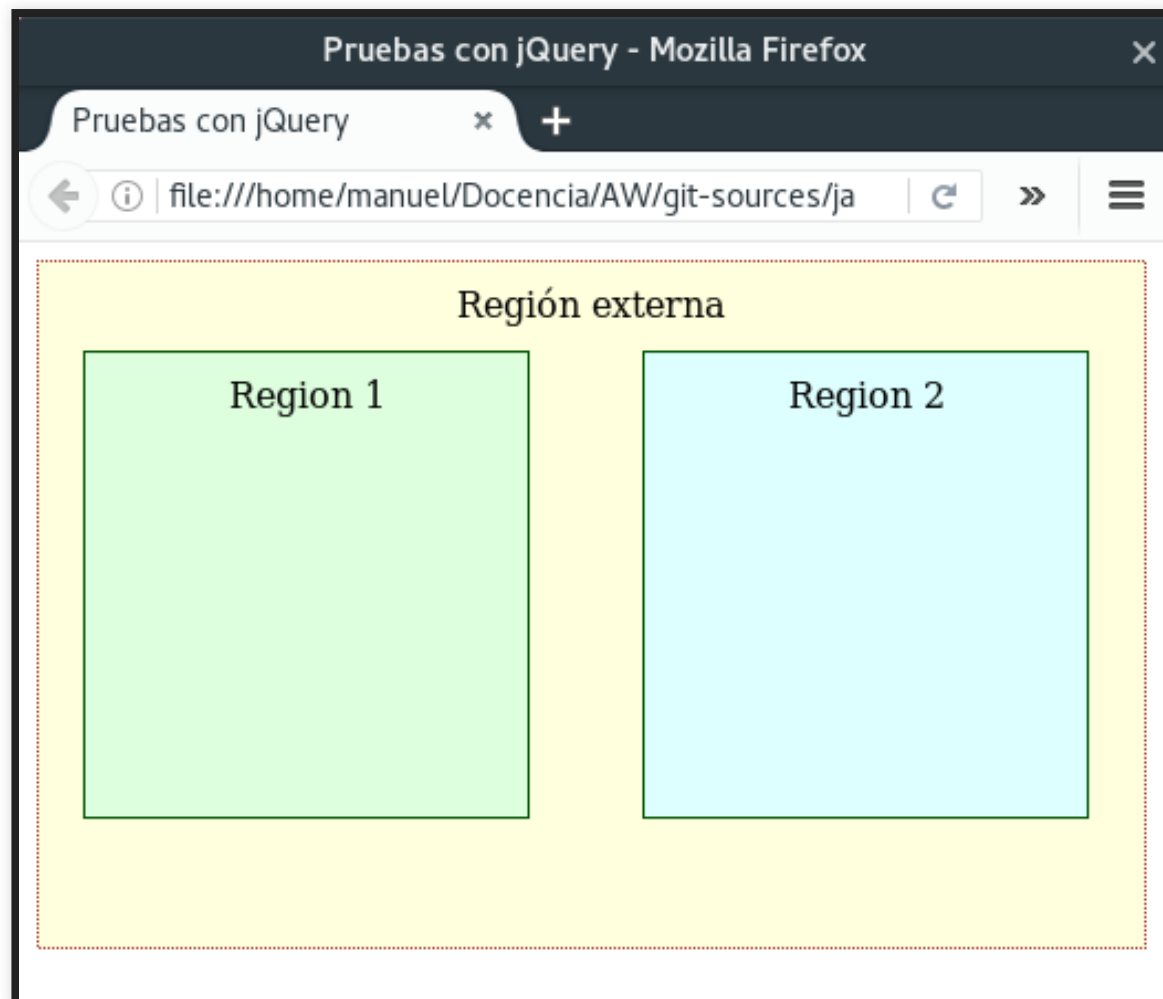 Pruebas con jQuery - Mozilla Firefox
Pruebas con jQuery
file:///home/manuel/Docencia/AW/git-sources/ja
Región externa
Region 1
Region 2